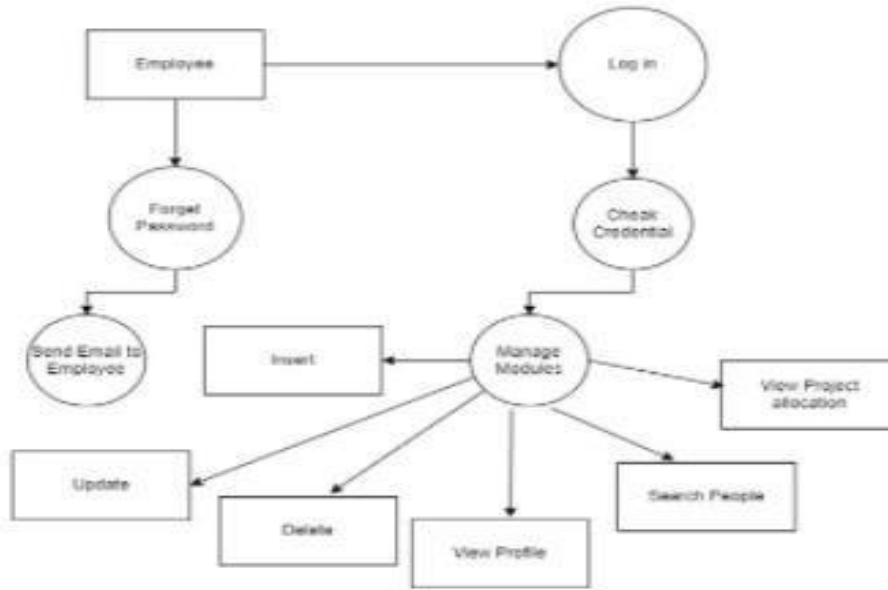 Employee
Log in
Forget
Password
Cheak
Credential
Send Email to
Employee
Insert
Manage
Modules
View Project
allocation
Update
Delete
View Profile
Search People